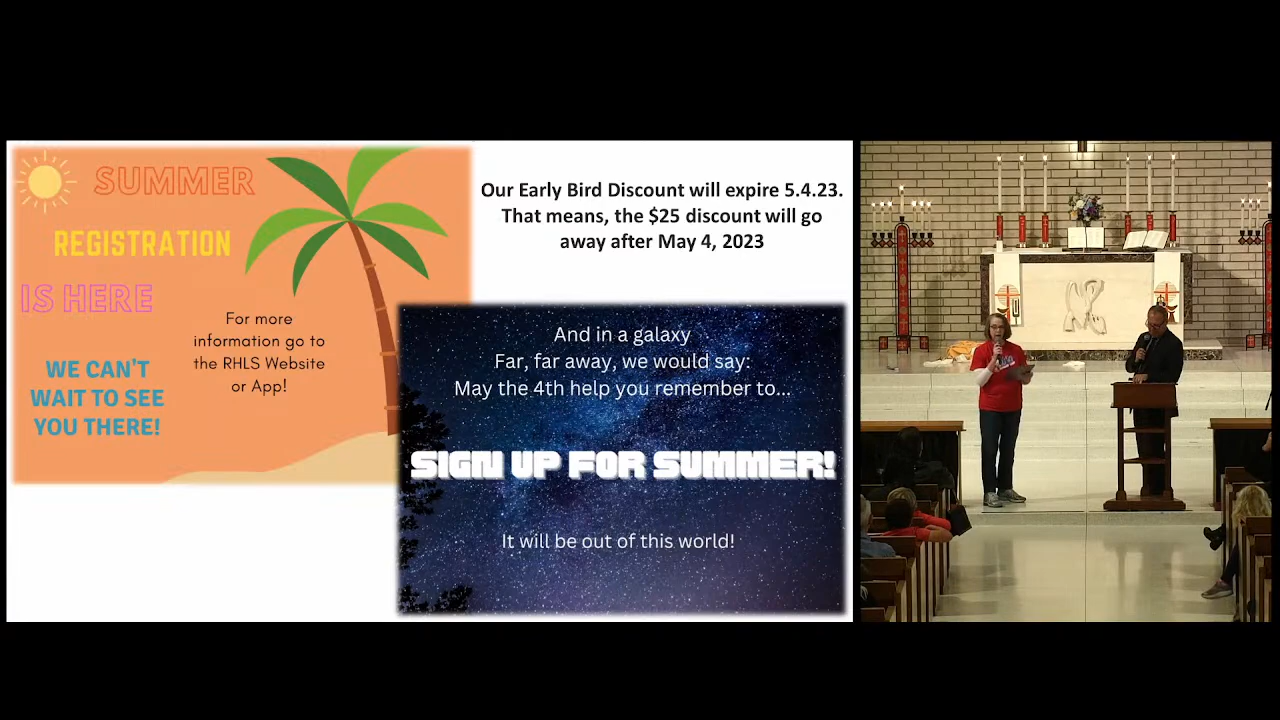 SUMMER
REGISTRATION
IS HERE
For more
information go to
the RHLS Website
or App!
WE CAN'T
WAIT TO SEE
YOU THERE!
Our Early Bird Discount will expire 5.4.23.
That means, the $25 discount will go
away after May 4, 2023
And in a galaxy
Far, far away, we would say:
May the 4th help you remember to...
SIGN UP FOR SUMMER!
It will be out of this world!